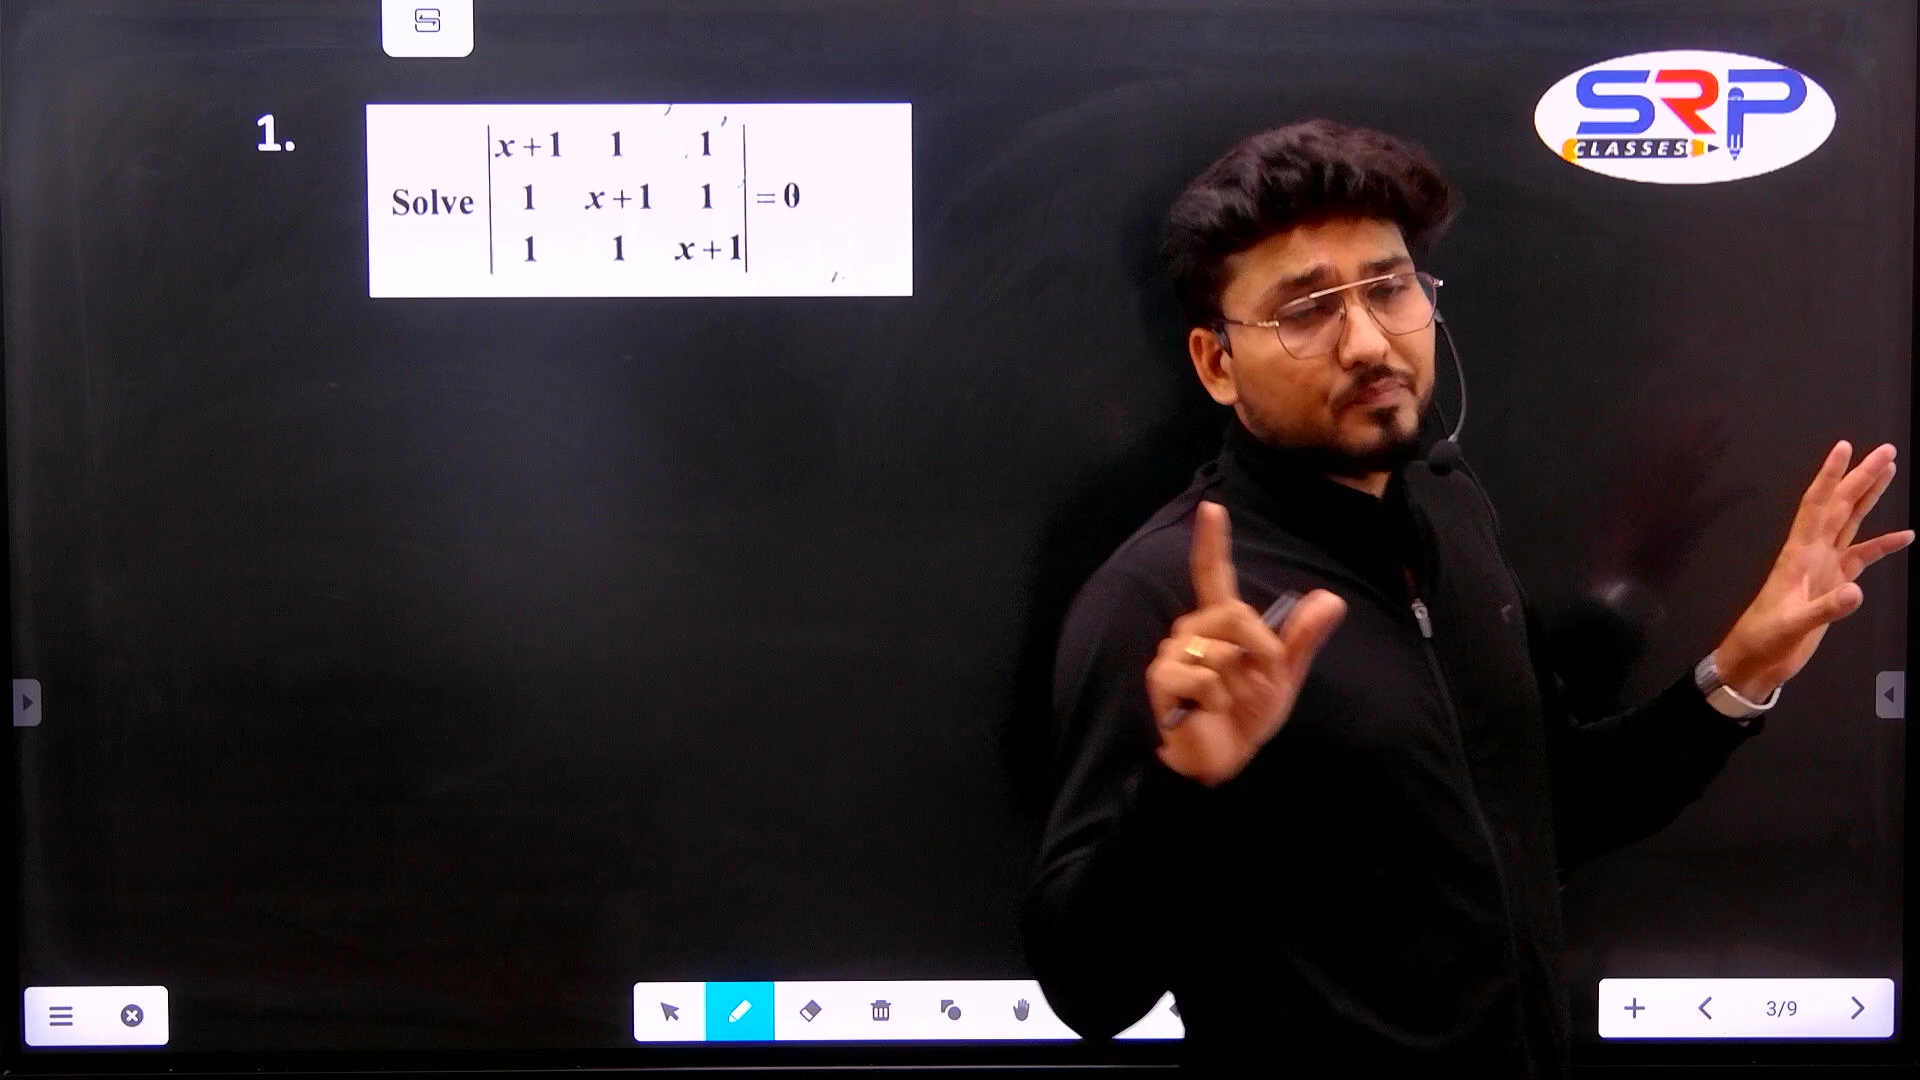 SRP
CLASSES
1.
Solve | x+1 1 1 |
| 1 x+1 1 | = 0
| 1 1 x+1 |
3/9